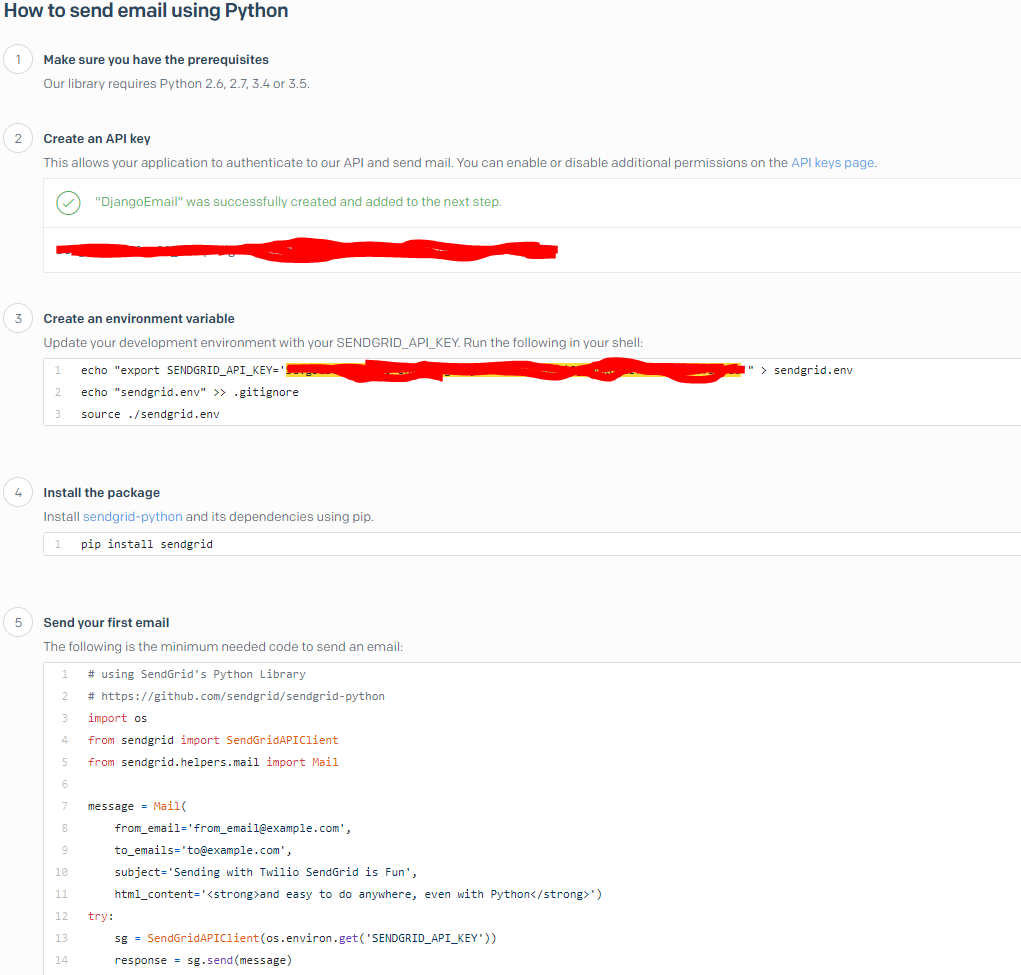 How to send email using Python
1
Make sure you have the prerequisites
Our library requires Python 2.6, 2.7, 3.4 or 3.5.
2
Create an API key
This allows your application to authenticate to our API and send mail. You can enable or disable additional permissions on the API keys page.
"DjangoEmail" was successfully created and added to the next step.
3
Create an environment variable
Update your development environment with your SENDGRID_API_KEY. Run the following in your shell:
1 echo "export SENDGRID_API_KEY=' " > sendgrid.env
2 echo "sendgrid.env" >> .gitignore
3 source ./sendgrid.env
4
Install the package
Install sendgrid-python and its dependencies using pip.
1 pip install sendgrid
5
Send your first email
The following is the minimum needed code to send an email:
1 # using SendGrid's Python Library
2 # https://github.com/sendgrid/sendgrid-python
3 import os
4 from sendgrid import SendGridAPIClient
5 from sendgrid.helpers.mail import Mail
6
7 message = Mail(
8     from_email='from_email@example.com',
9     to_emails='to@example.com',
10     subject='Sending with Twilio SendGrid is Fun',
11     html_content='<strong>and easy to do anywhere, even with Python</strong>')
12 try:
13     sg = SendGridAPIClient(os.environ.get('SENDGRID_API_KEY'))
14     response = sg.send(message)